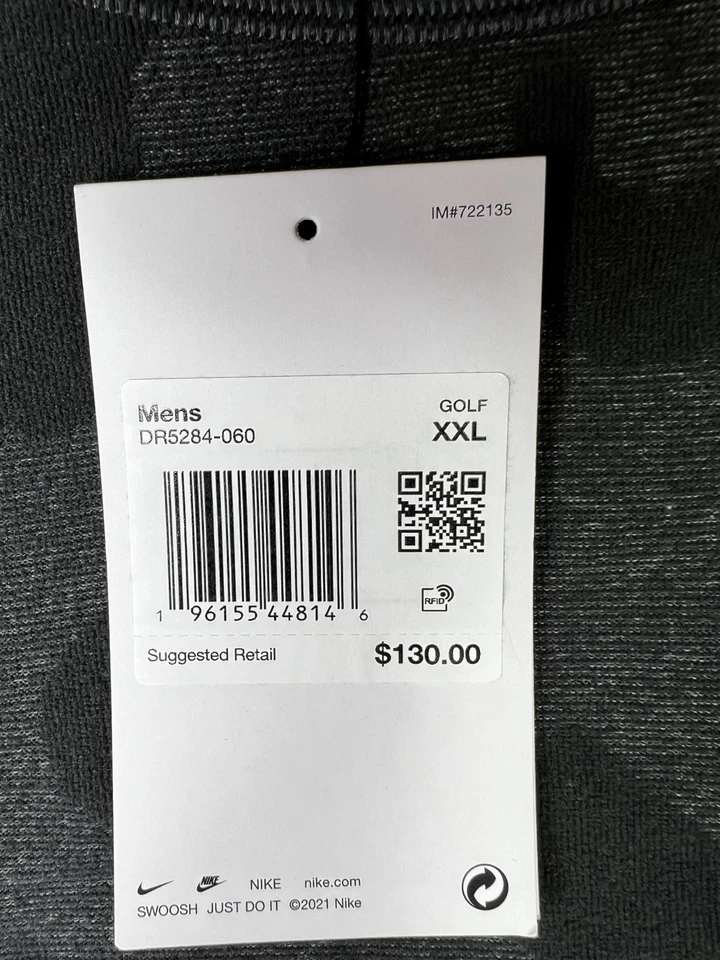 IM#722135
Mens
GOLF
DR5284-060
XXL
1 96155 44814 6
RFID
Suggested Retail
$130.00
NIKE
NIKE
nike.com
SWOOSH JUST DO IT ©2021 Nike